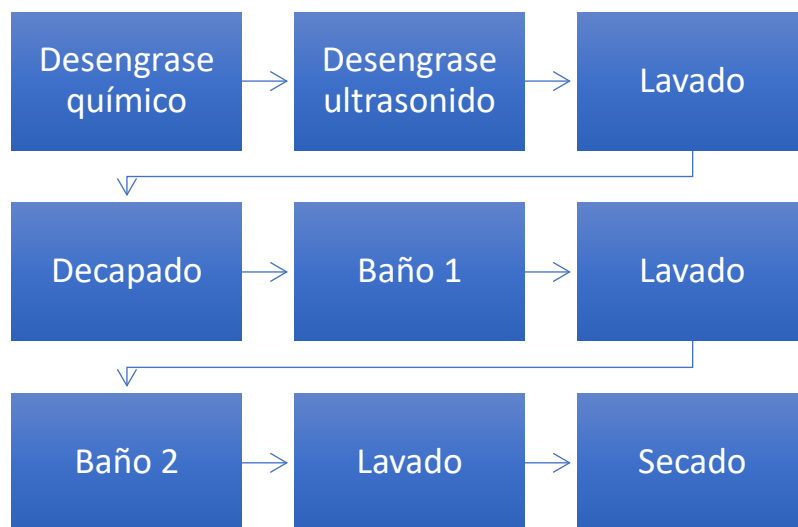 Desengrase
químico
Desengrase
ultrasonido
Lavado
Decapado
Baño 1
Lavado
Baño 2
Lavado
Secado